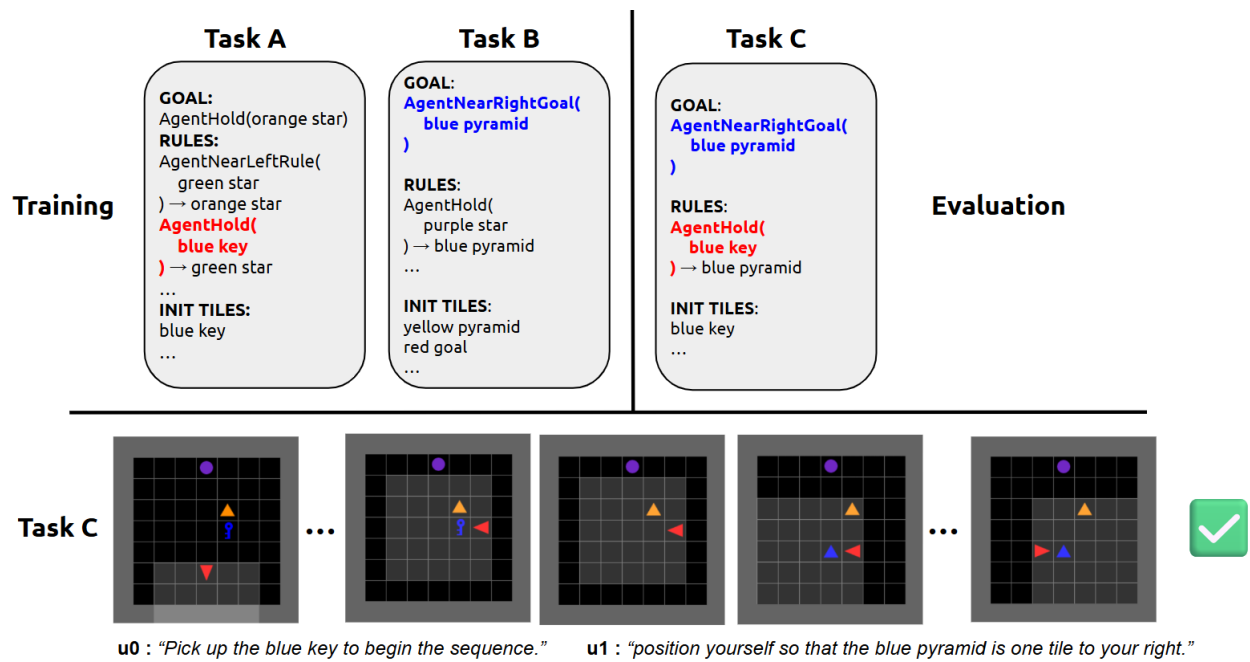 Task A
Task B
Task C
Training
Evaluation
GOAL:
AgentHold(orange star)
RULES:
AgentNearLeftRule(
green star
) → orange star
AgentHold(
blue key
) → green star
...
INIT TILES:
blue key
...
GOAL:
AgentNearRightGoal(
blue pyramid
)
RULES:
AgentHold(
purple star
) → blue pyramid
...
INIT TILES:
yellow pyramid
red goal
...
GOAL:
AgentNearRightGoal(
blue pyramid
)
RULES:
AgentHold(
blue key
) → blue pyramid
INIT TILES:
blue key
...
Task C
...
...
u0 : “Pick up the blue key to begin the sequence.”
u1 : “position yourself so that the blue pyramid is one tile to your right.”